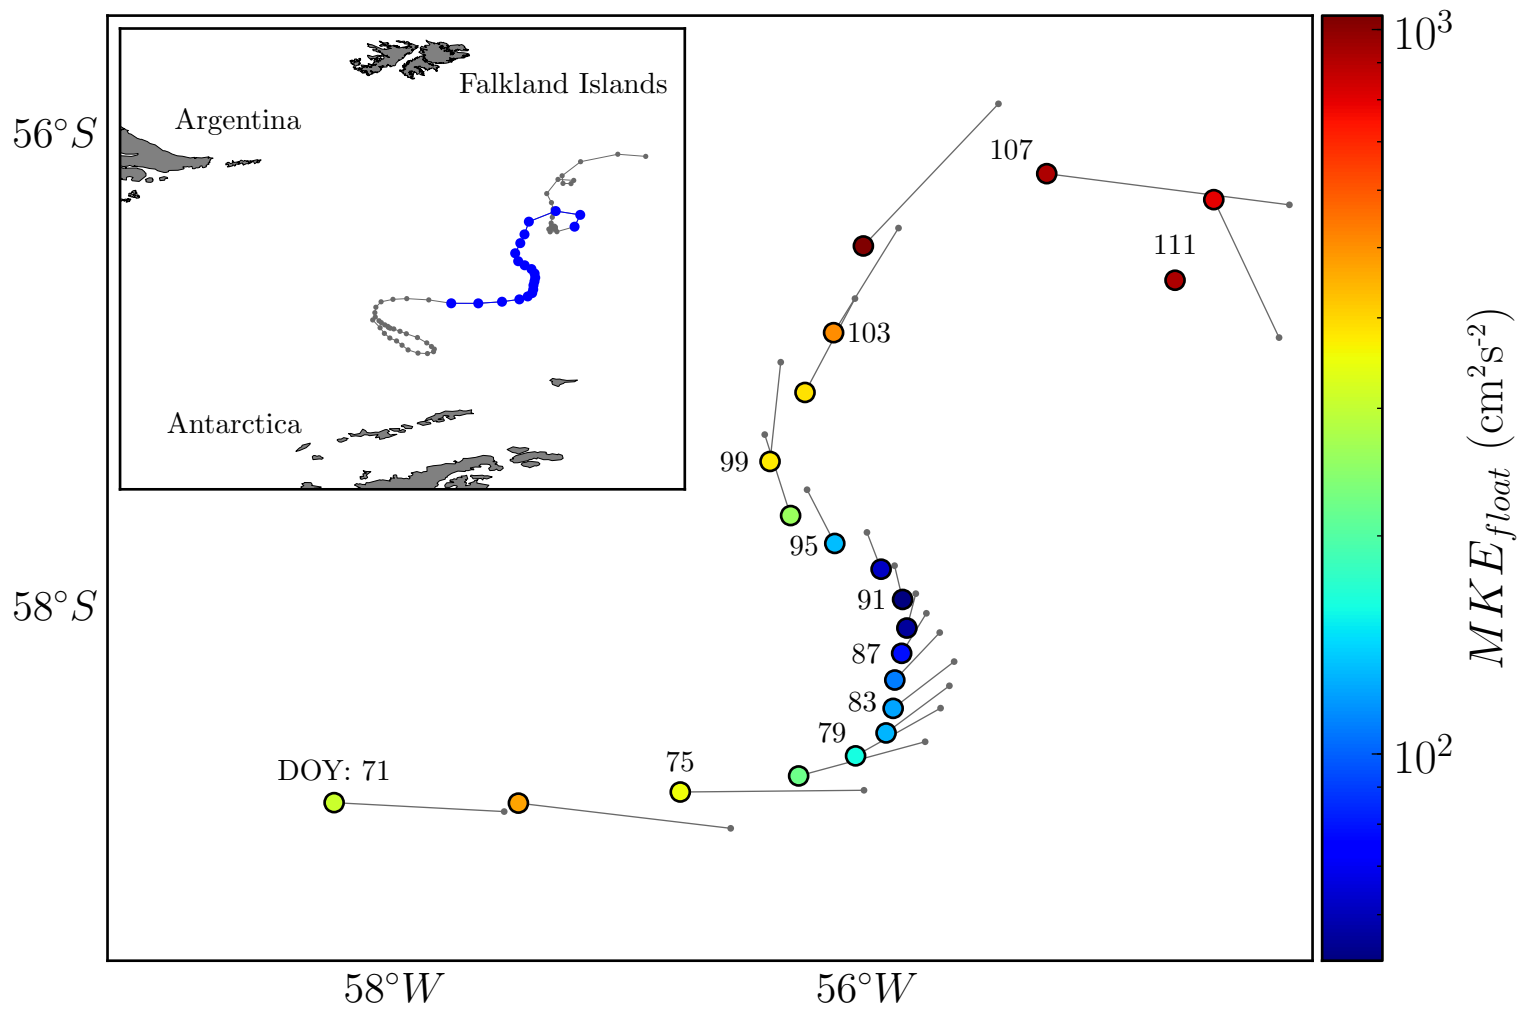 10³
Falkland Islands
Argentina
56°S
107
111
103
99
Antarctica
95
91
58°S
87
83
79
75
DOY: 71
10²
MKE_float (cm²s⁻²)
58°W
56°W